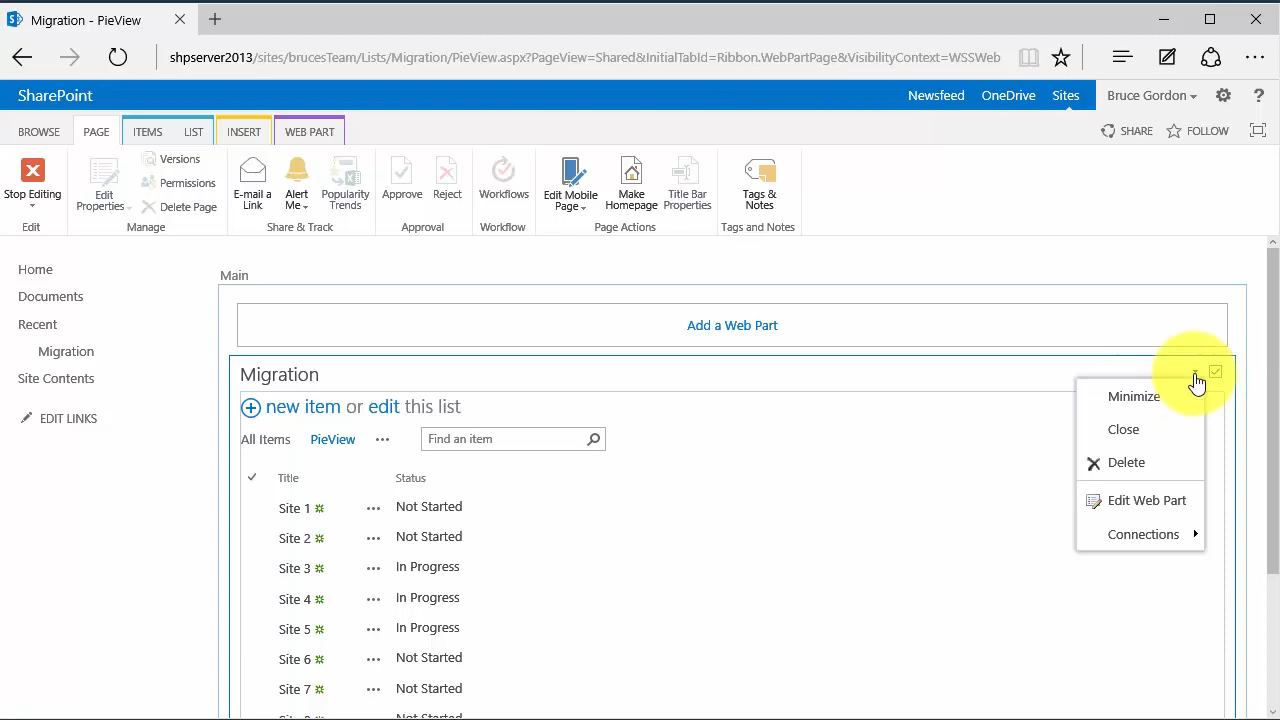 Migration - PieView
shpserver2013/sites/brucesTeam/Lists/Migration/PieView.aspx?PageView=Shared&InitialTabId=Ribbon.WebPartPage&VisibilityContext=WSSWeb
SharePoint
Newsfeed OneDrive Sites Bruce Gordon ?
BROWSE PAGE ITEMS LIST INSERT WEB PART SHARE FOLLOW
Stop Editing
Edit Properties
Versions
Permissions
Delete Page
E-mail a Link
Alert Me
Popularity Trends
Approve
Reject
Workflows
Edit Mobile Page
Make Homepage
Title Bar Properties
Tags & Notes
Edit Manage Share & Track Approval Workflow Page Actions Tags and Notes
Home
Documents
Recent
Migration
Site Contents
EDIT LINKS
Main
Add a Web Part
Migration
new item or edit this list
All Items PieView ••• Find an item
Title Status
Site 1 ••• Not Started
Site 2 ••• Not Started
Site 3 ••• In Progress
Site 4 ••• In Progress
Site 5 ••• In Progress
Site 6 ••• Not Started
Site 7 ••• Not Started
Not Started
Minimize
Close
Delete
Edit Web Part
Connections